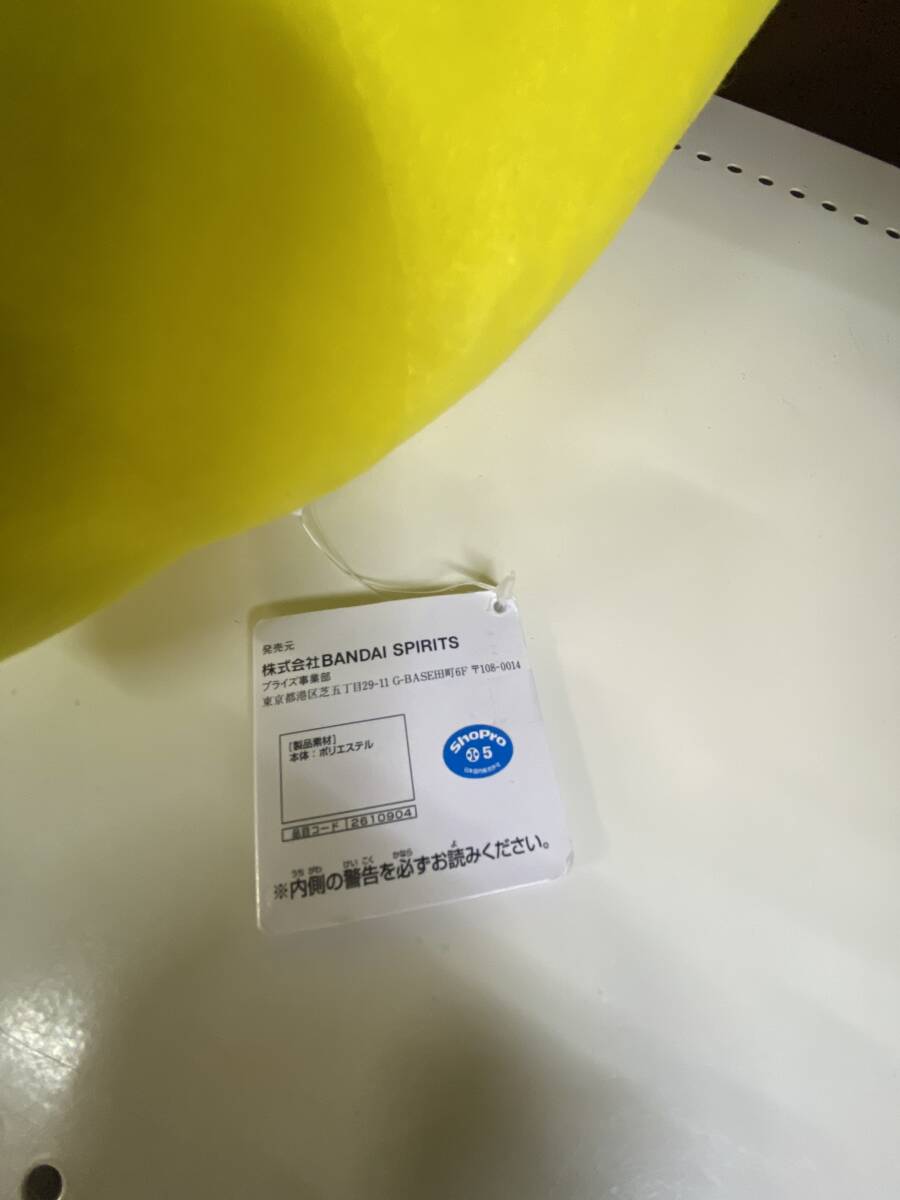 発売元
株式会社BANDAI SPIRITS
プライズ事業部
東京都港区芝五丁目29-11 G-BASE田町6F 〒108-0014
[製品素材]
本体：ポリエステル
ShoPro
小 5
品目コード 2610904
※内側の警告を必ずお読みください。